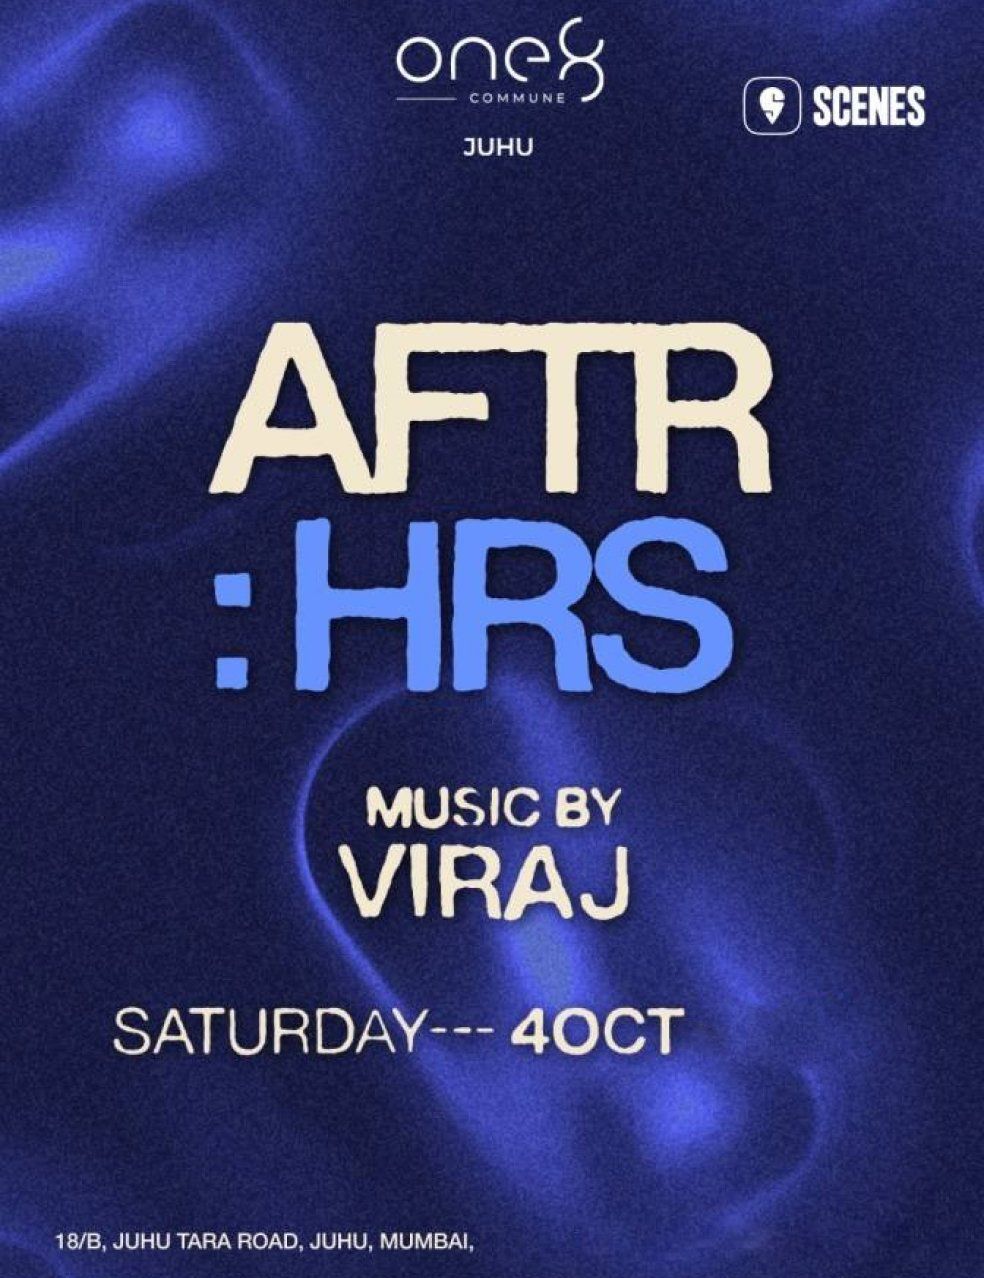 one8
COMMUNE
JUHU
SCENES
AFTR
:HRS
MUSIC BY
VIRAJ
SATURDAY--- 4OCT
18/B, JUHU TARA ROAD, JUHU, MUMBAI,